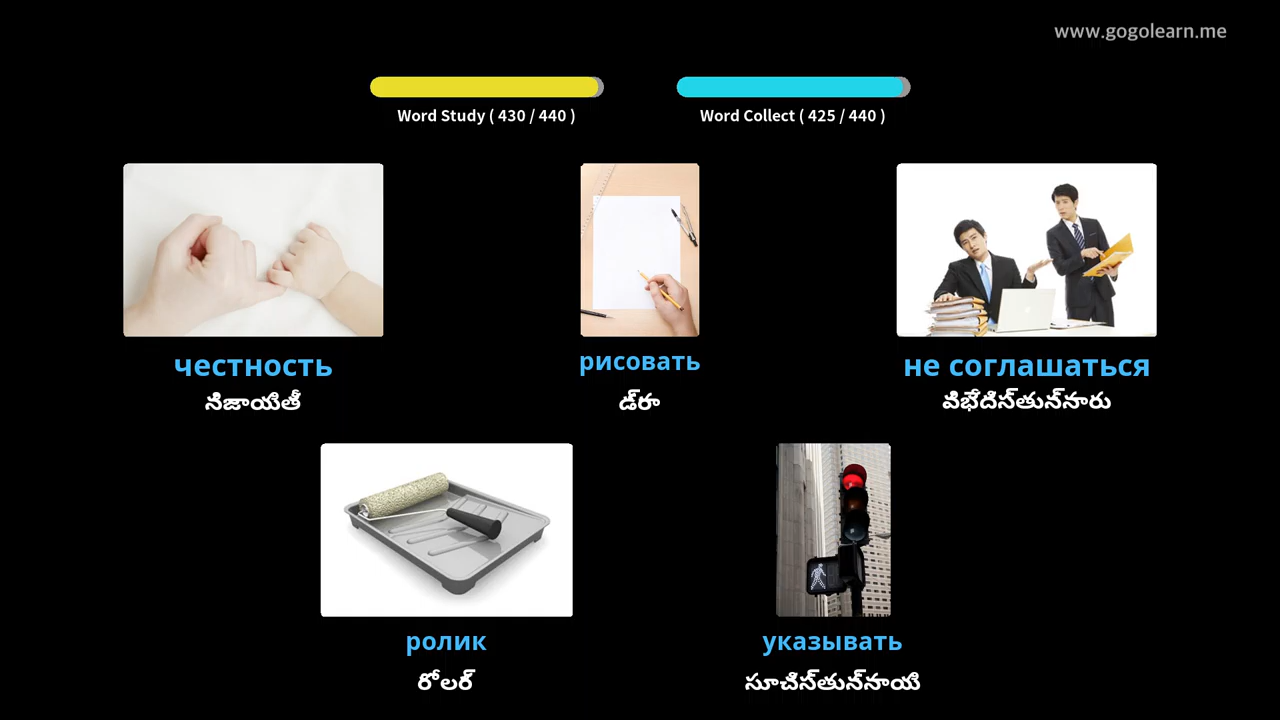 www.gogolearn.me
Word Study ( 430 / 440 )
Word Collect ( 425 / 440 )
честность
నిజాయితీ
рисовать
డ్రా
не соглашаться
విభేదిస్తున్నారు
ролик
రోలర్
указывать
సూచిస్తున్నాయి